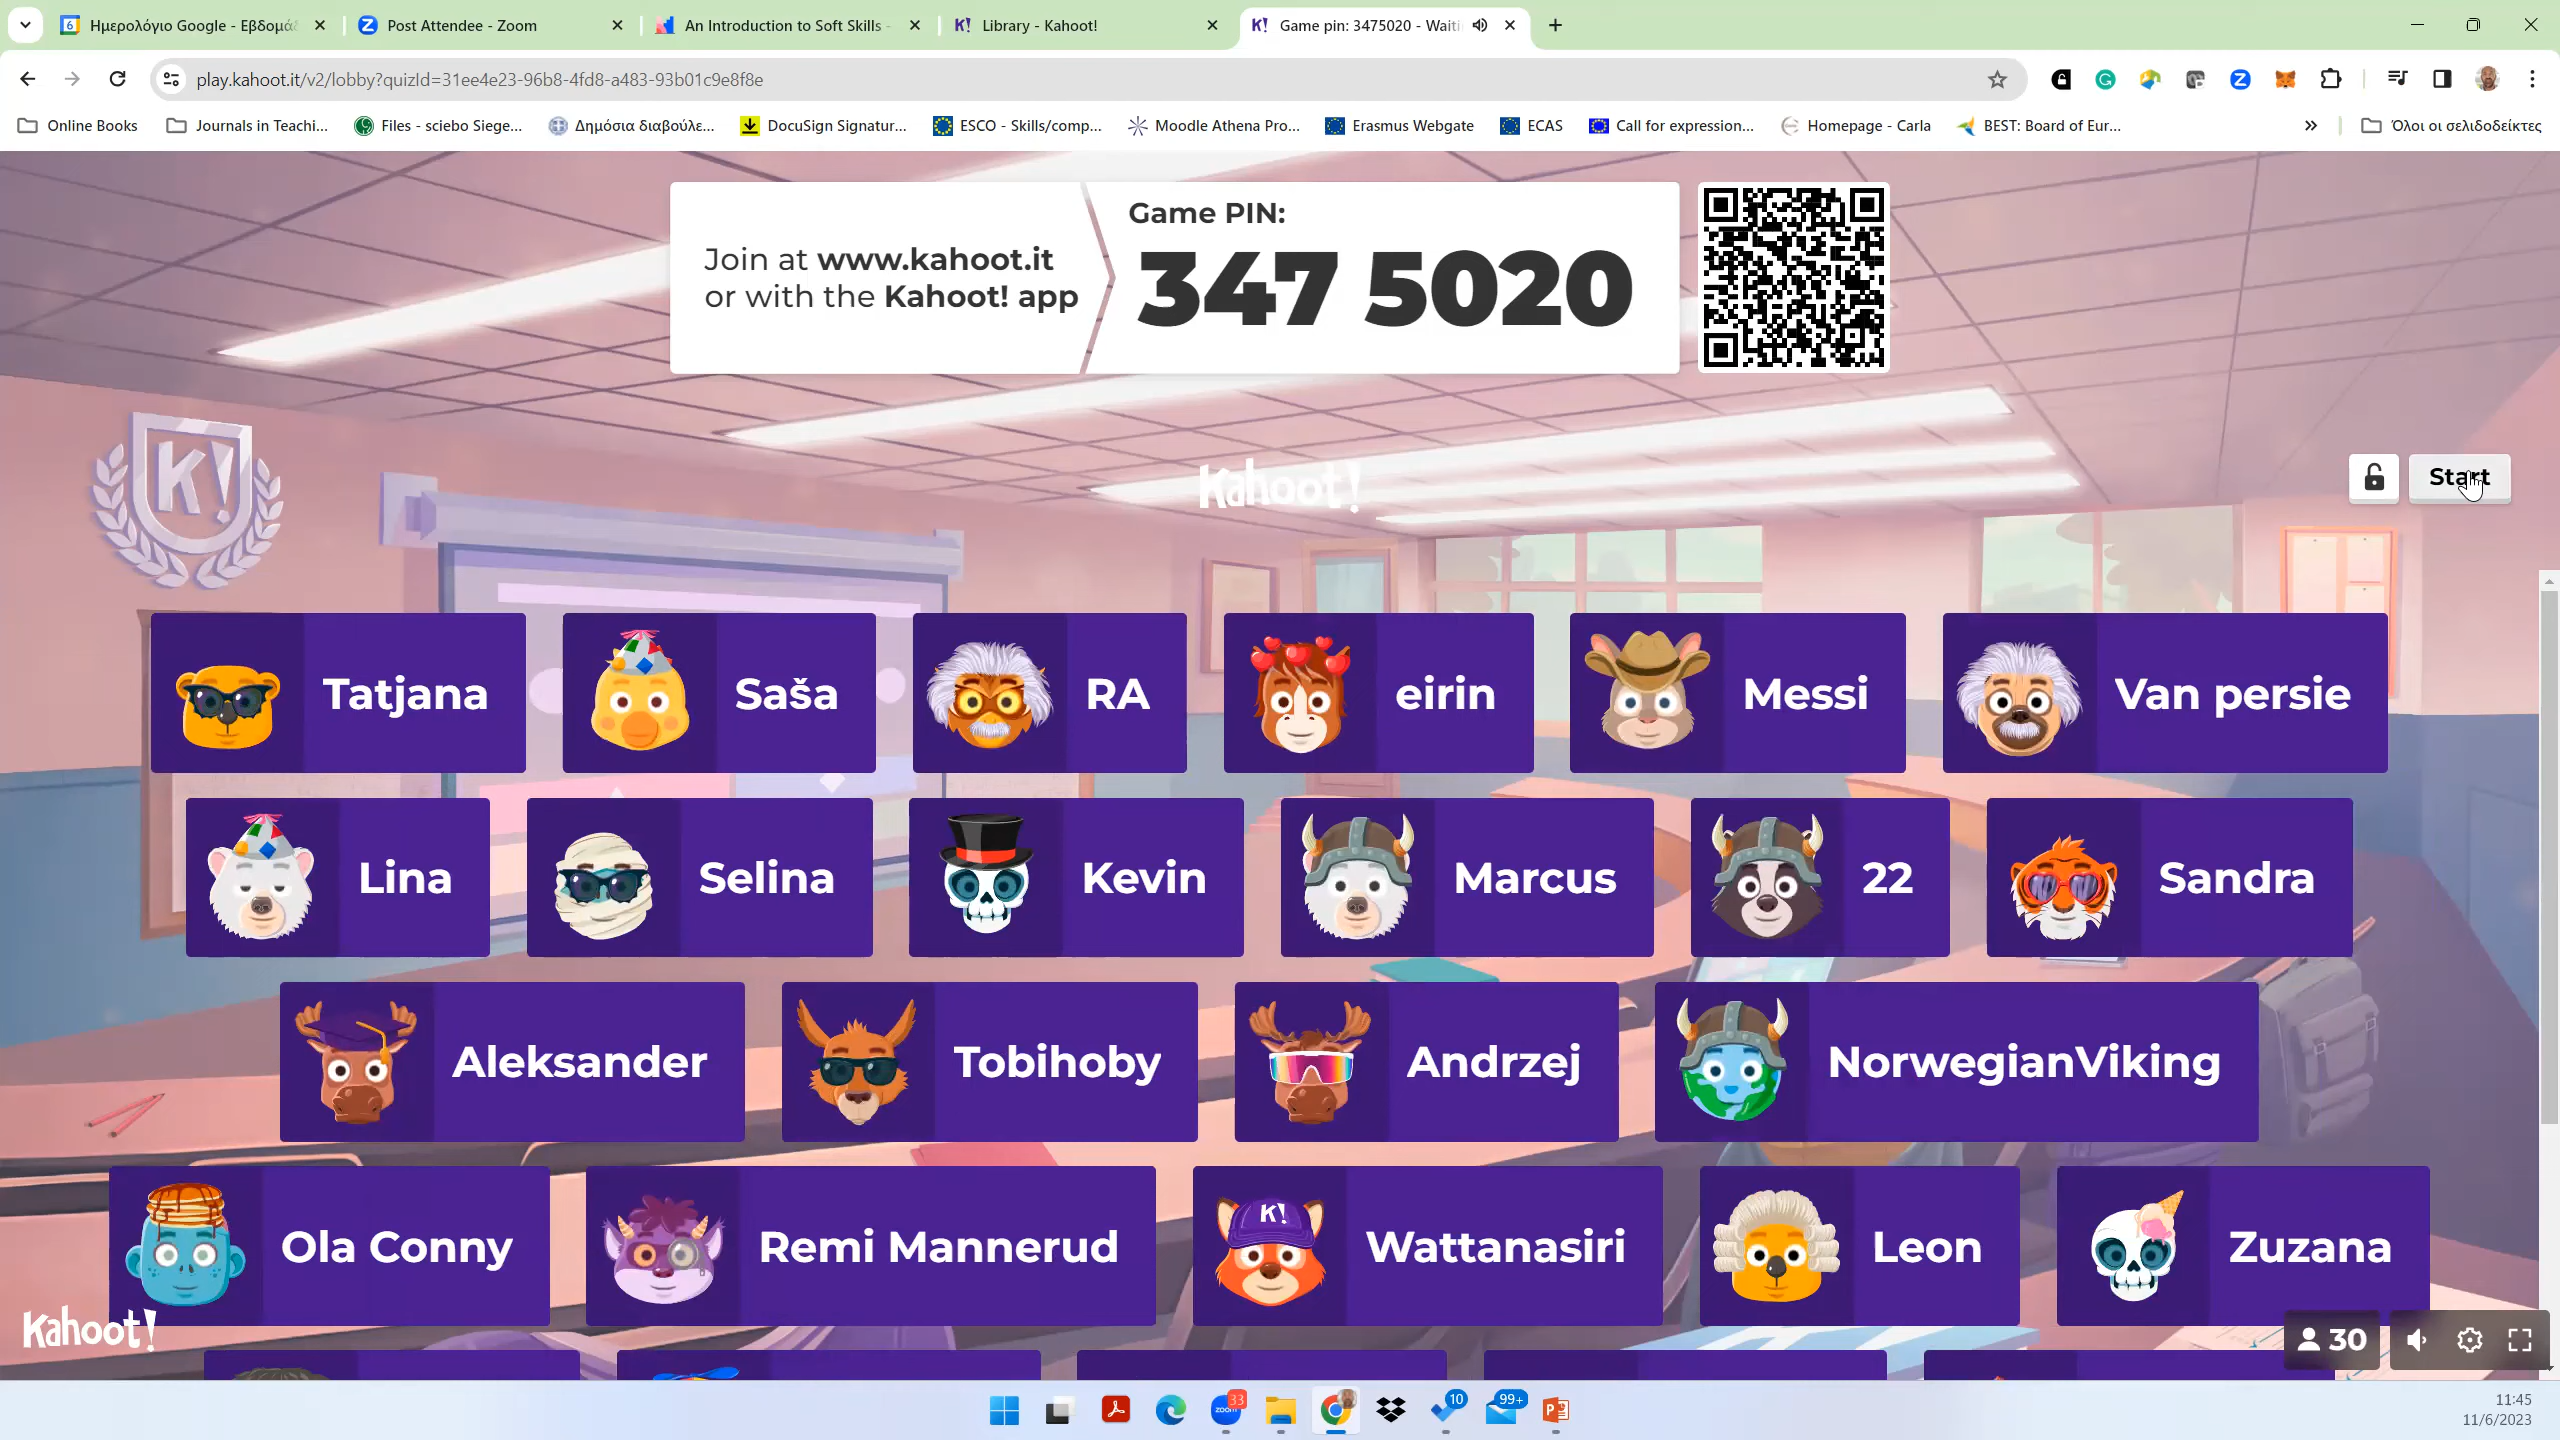 Ημερολόγιο Google - Εβδομάδ
Post Attendee - Zoom
An Introduction to Soft Skills -
Library - Kahoot!
Game pin: 3475020 - Waiti
play.kahoot.it/v2/lobby?quizId=31ee4e23-96b8-4fd8-a483-93b01c9e8f8e
Online Books
Journals in Teachi...
Files - sciebo Siege...
Δημόσια διαβούλε...
DocuSign Signatur...
ESCO - Skills/comp...
Moodle Athena Pro...
Erasmus Webgate
ECAS
Call for expression...
Homepage - Carla
BEST: Board of Eur...
Όλοι οι σελιδοδείκτες
Join at www.kahoot.it
or with the Kahoot! app
Game PIN:
347 5020
K!
Kahoot!
Start
Tatjana
Saša
RA
eirin
Messi
Van persie
Lina
Selina
Kevin
Marcus
22
Sandra
Aleksander
Tobihoby
Andrzej
NorwegianViking
Ola Conny
Remi Mannerud
K!
Wattanasiri
Leon
Zuzana
Kahoot!
30
zoom
33
10
99+
11:45
11/6/2023